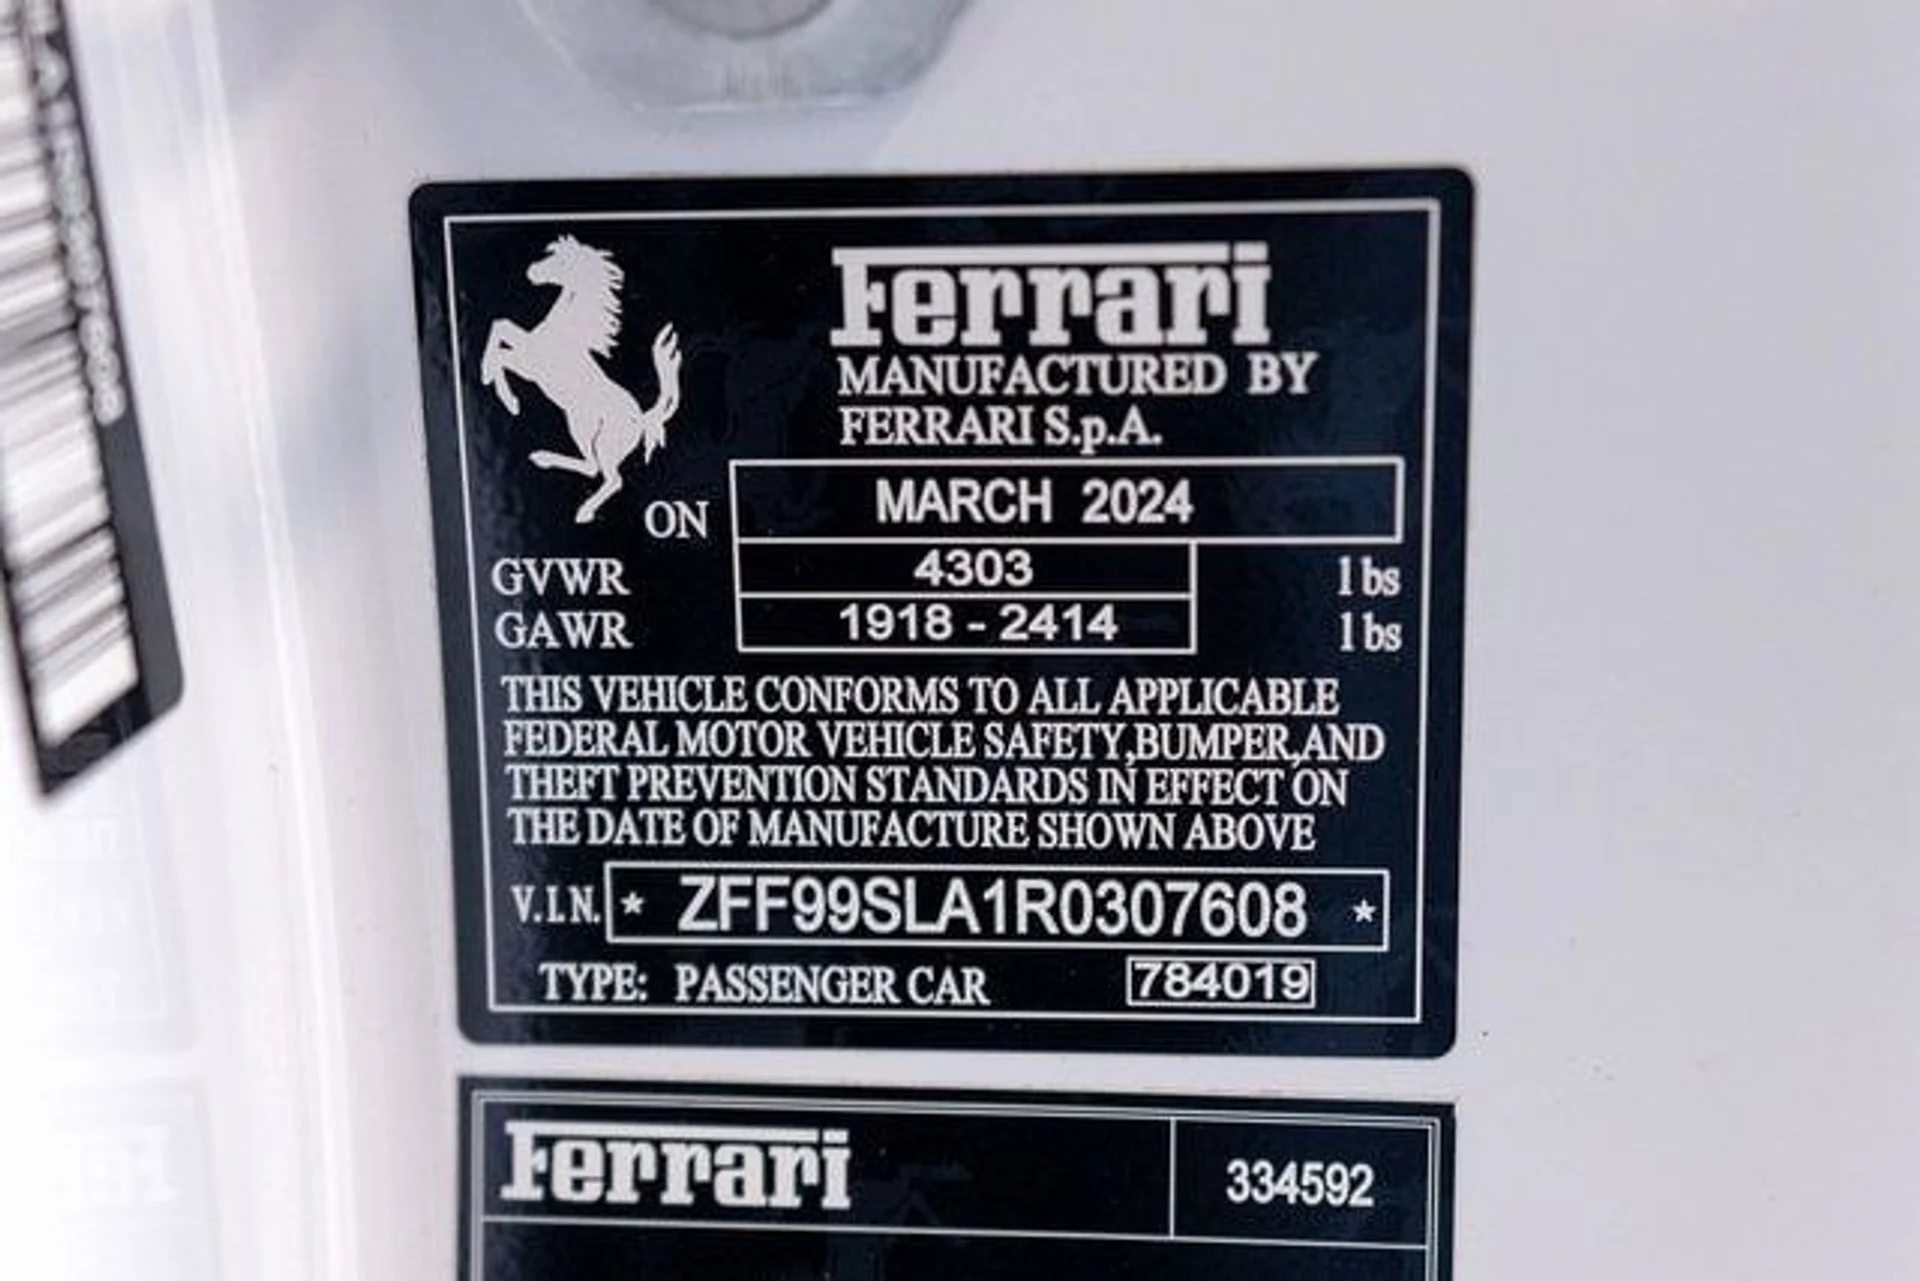 Ferrari
MANUFACTURED BY
FERRARI S.p.A.
ON MARCH 2024
GVWR 4303 lbs
GAWR 1918 - 2414 lbs
THIS VEHICLE CONFORMS TO ALL APPLICABLE
FEDERAL MOTOR VEHICLE SAFETY,BUMPER,AND
THEFT PREVENTION STANDARDS IN EFFECT ON
THE DATE OF MANUFACTURE SHOWN ABOVE
V.I.N. * ZFF99SLA1R0307608 *
TYPE: PASSENGER CAR 784019
Ferrari 334592